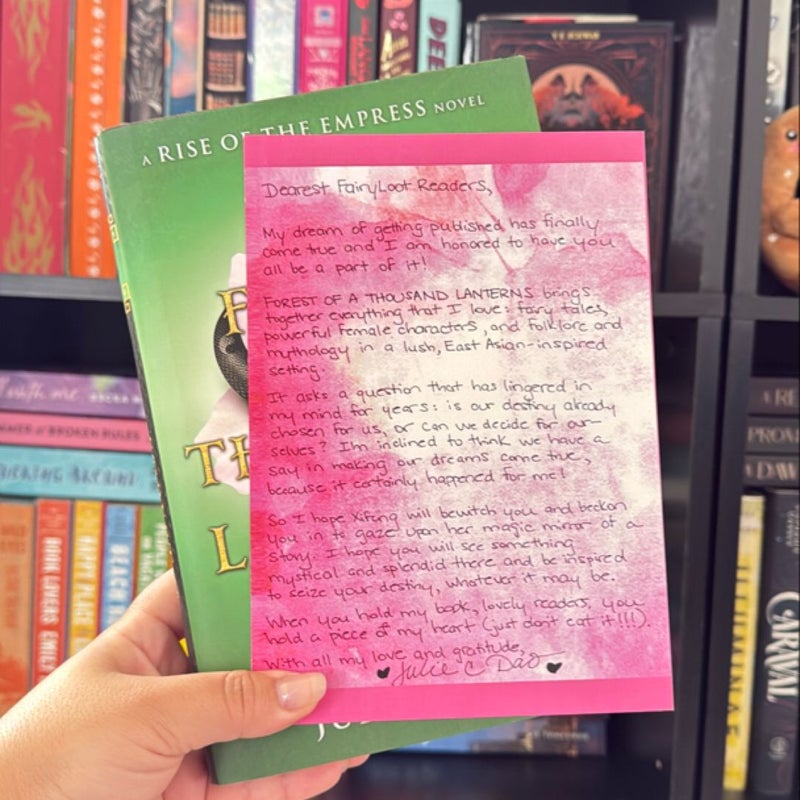 A RISE OF THE EMPRESS NOVEL
Dearest FairyLoot Readers,
My dream of getting published has finally
come true and I am honored to have you
all be a part of it!
FOREST OF A THOUSAND LANTERNS brings
together everything that I love: fairy tales,
powerful female characters, and folklore and
mythology in a lush, East Asian-inspired
setting.
It asks a question that has lingered in
my mind for years: is our destiny already
chosen for us, or can we decide for our-
selves? I'm inclined to think we have a
say in making our dreams come true,
because it certainly happened for me!
So I hope Xifeng will bewitch you and beckon
you in to gaze upon her magic mirror of a
story. I hope you will see something
mystical and splendid there and be inspired
to seize your destiny, whatever it may be.
When you hold my book, lovely readers, you
hold a piece of my heart (just don't eat it!!!).
With all my love and gratitude,
Julie C Dao
BOOK LOVERS
EMILY
HAPPY PLACE
BEACH
CARAVAL